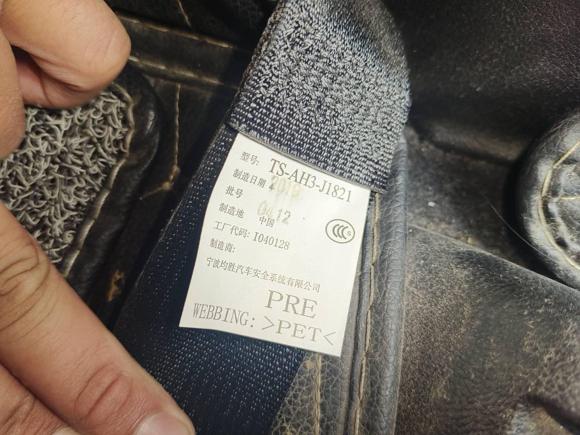 型号: TS-AH3-J1821
制造日期 2019
批号 0412
制造地 中国
工厂代码: I040128
制造商:
宁波均胜汽车安全系统有限公司
PRE
WEBBING: >PET<